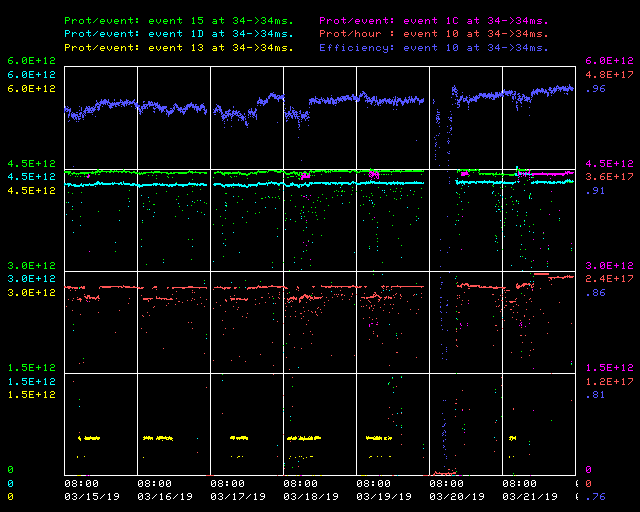 Prot/event: event 15 at 34->34ms. Prot/event: event 1C at 34->34ms.
Prot/event: event 1D at 34->34ms. Prot/hour : event 10 at 34->34ms.
Prot/event: event 13 at 34->34ms. Efficiency: event 10 at 34->34ms.
6.0E+12 6.0E+12
6.0E+12 4.8E+17
6.0E+12 .96
4.5E+12 4.5E+12
4.5E+12 3.6E+17
4.5E+12 .91
3.0E+12 3.0E+12
3.0E+12 2.4E+17
3.0E+12 .86
1.5E+12 1.5E+12
1.5E+12 1.2E+17
1.5E+12 .81
0 0
0 08:00 08:00 08:00 08:00 08:00 08:00 08:00 0
0 03/15/19 03/16/19 03/17/19 03/18/19 03/19/19 03/20/19 03/21/19 .76